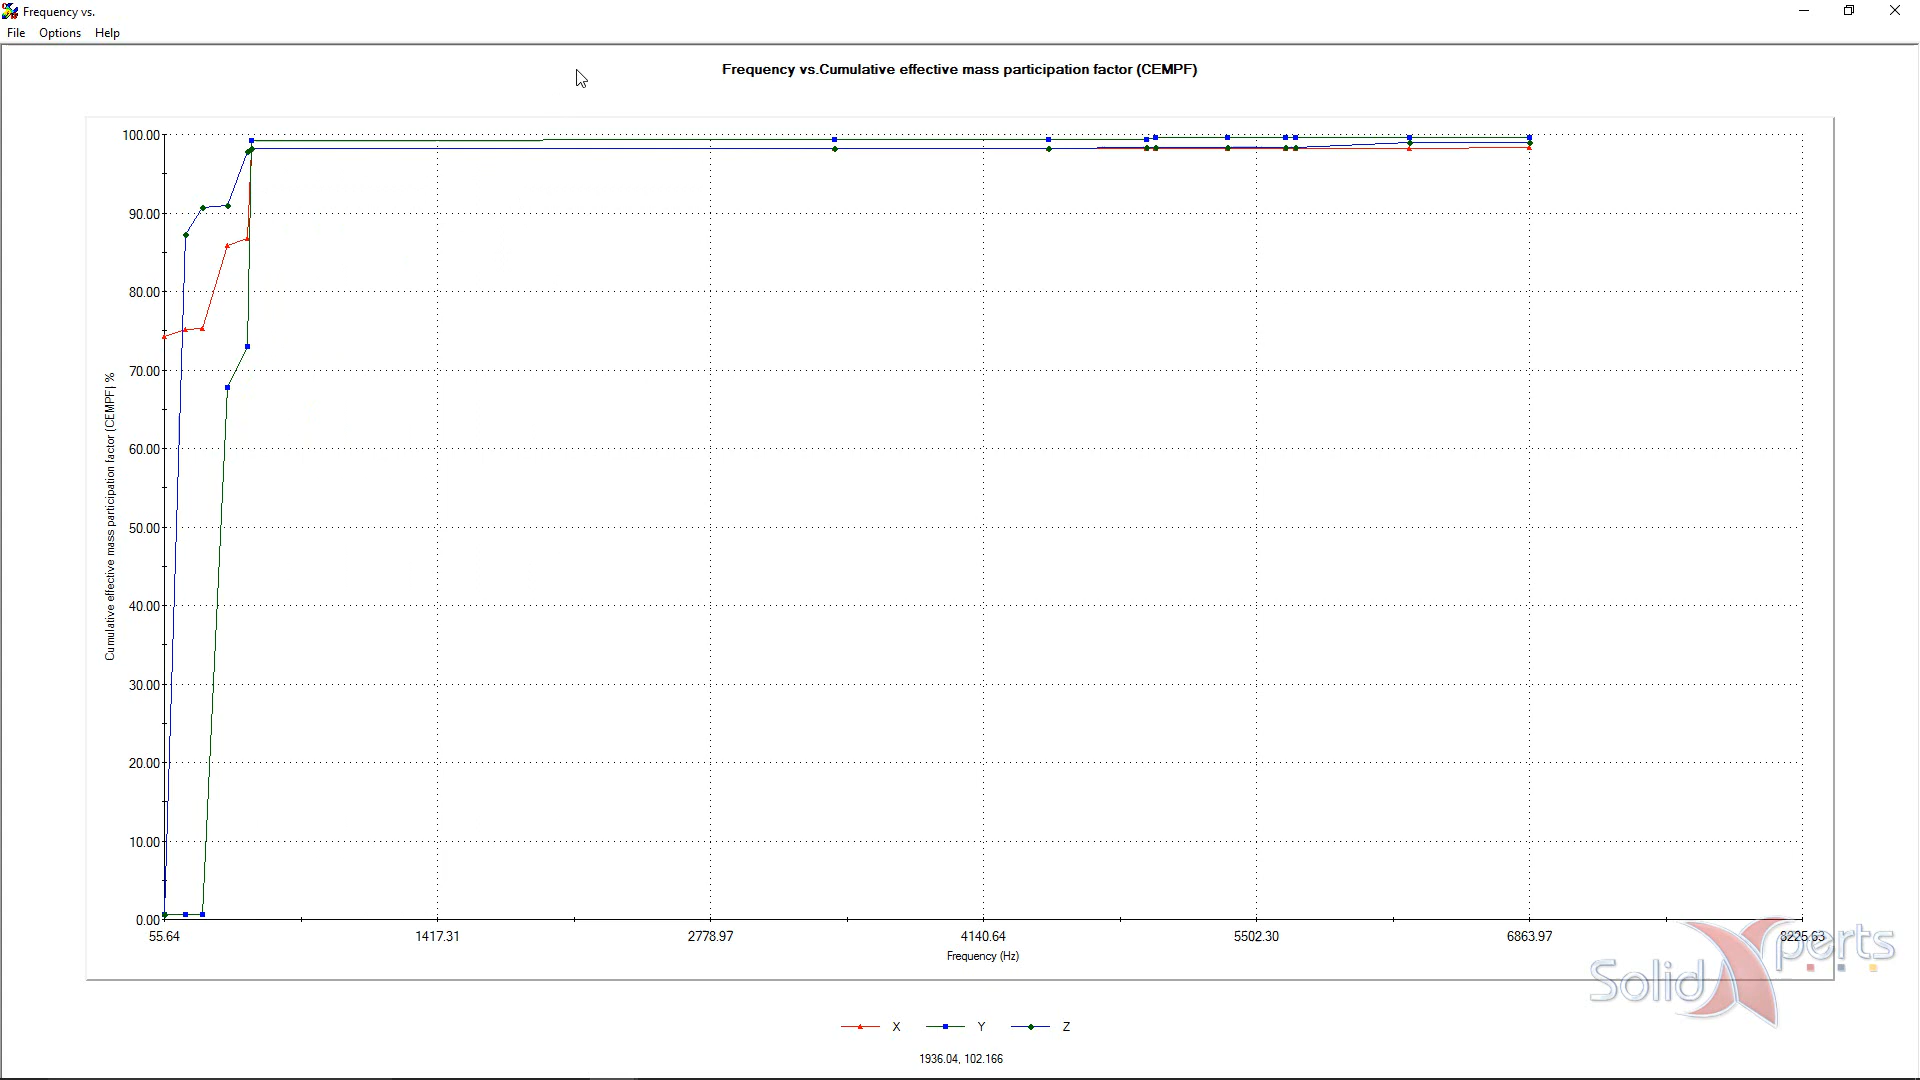 Frequency vs.
File Options Help
Frequency vs.Cumulative effective mass participation factor (CEMPF)
100.00
90.00
80.00
70.00
60.00
50.00
40.00
30.00
20.00
10.00
0.00
Cumulative effective mass participation factor (CEMPF) %
55.64 1417.31 2778.97 4140.64 5502.30 6863.97 8225.63
Frequency (Hz)
SolidXperts
X Y Z
1936.04, 102.166